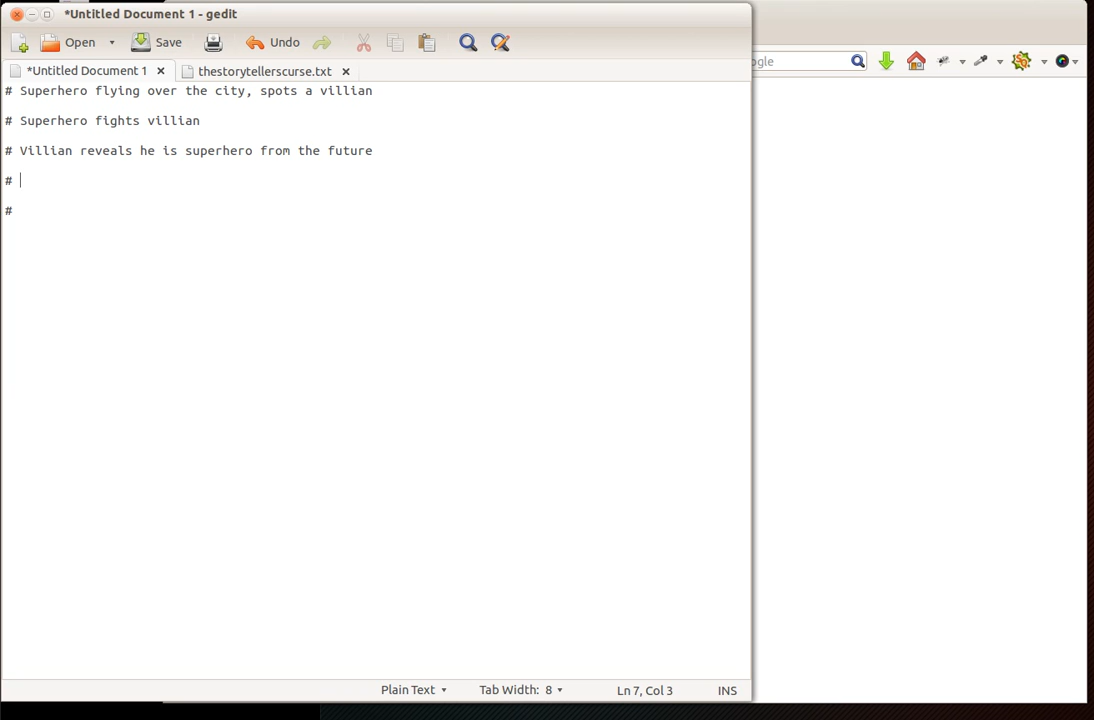 *Untitled Document 1 - gedit
Open Save Undo
*Untitled Document 1 thestorytellerscurse.txt
# Superhero flying over the city, spots a villian
# Superhero fights villian
# Villian reveals he is superhero from the future
#
#
Plain Text Tab Width: 8 Ln 7, Col 3 INS
ogle